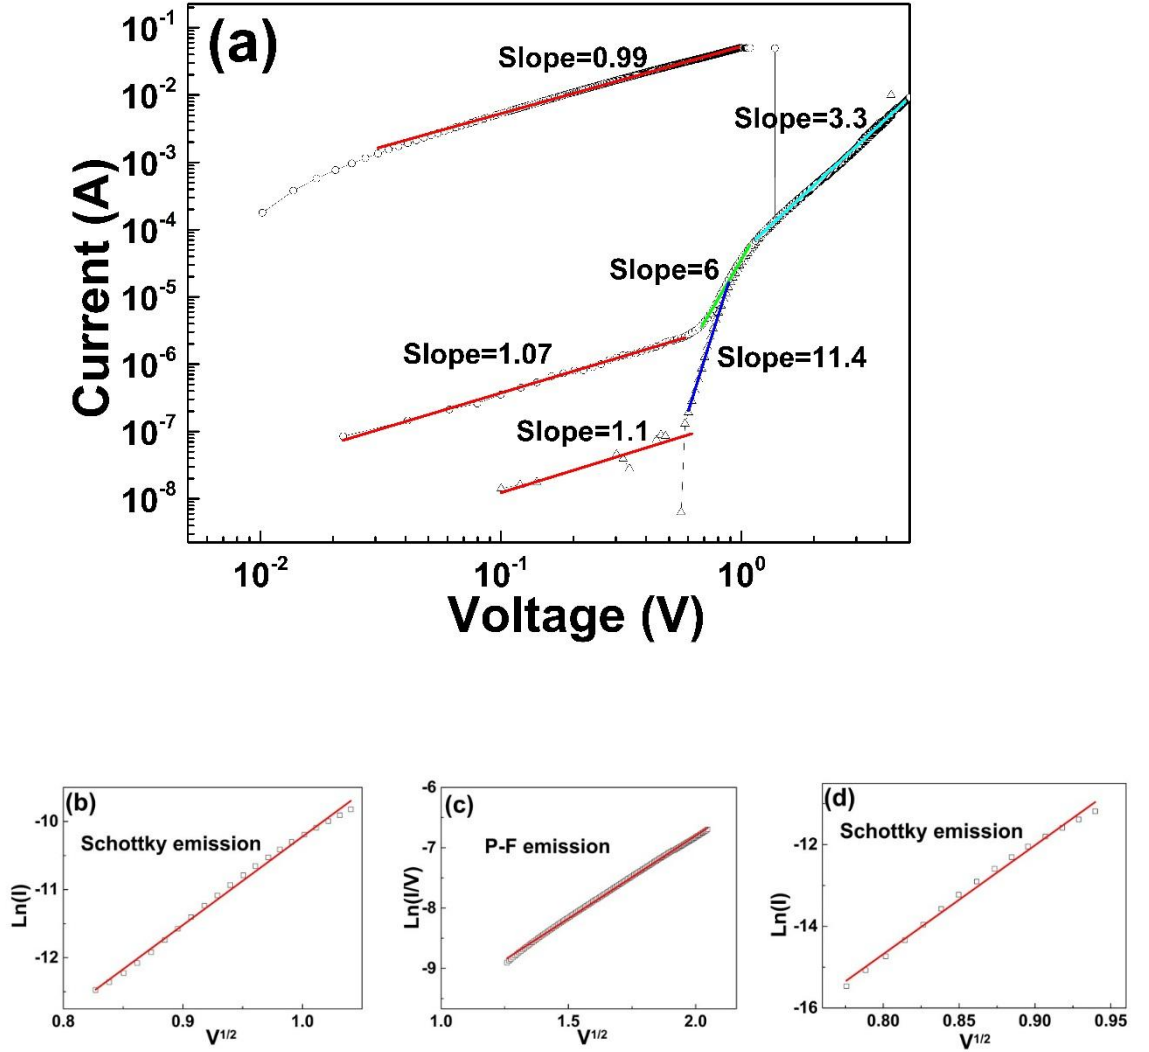 (a)
Slope=0.99
Slope=3.3
Slope=6
Slope=1.07
Slope=11.4
Slope=1.1
Current (A)
10⁻¹
10⁻²
10⁻³
10⁻⁴
10⁻⁵
10⁻⁶
10⁻⁷
10⁻⁸
10⁻² 10⁻¹ 10⁰
Voltage (V)
(b)
Schottky emission
Ln(I)
-10
-11
-12
0.8 0.9 1.0
V¹/²
(c)
P-F emission
Ln(I/V)
-6
-7
-8
-9
1.0 1.5 2.0
V¹/²
(d)
Schottky emission
Ln(I)
-12
-14
-16
0.80 0.85 0.90 0.95
V¹/²